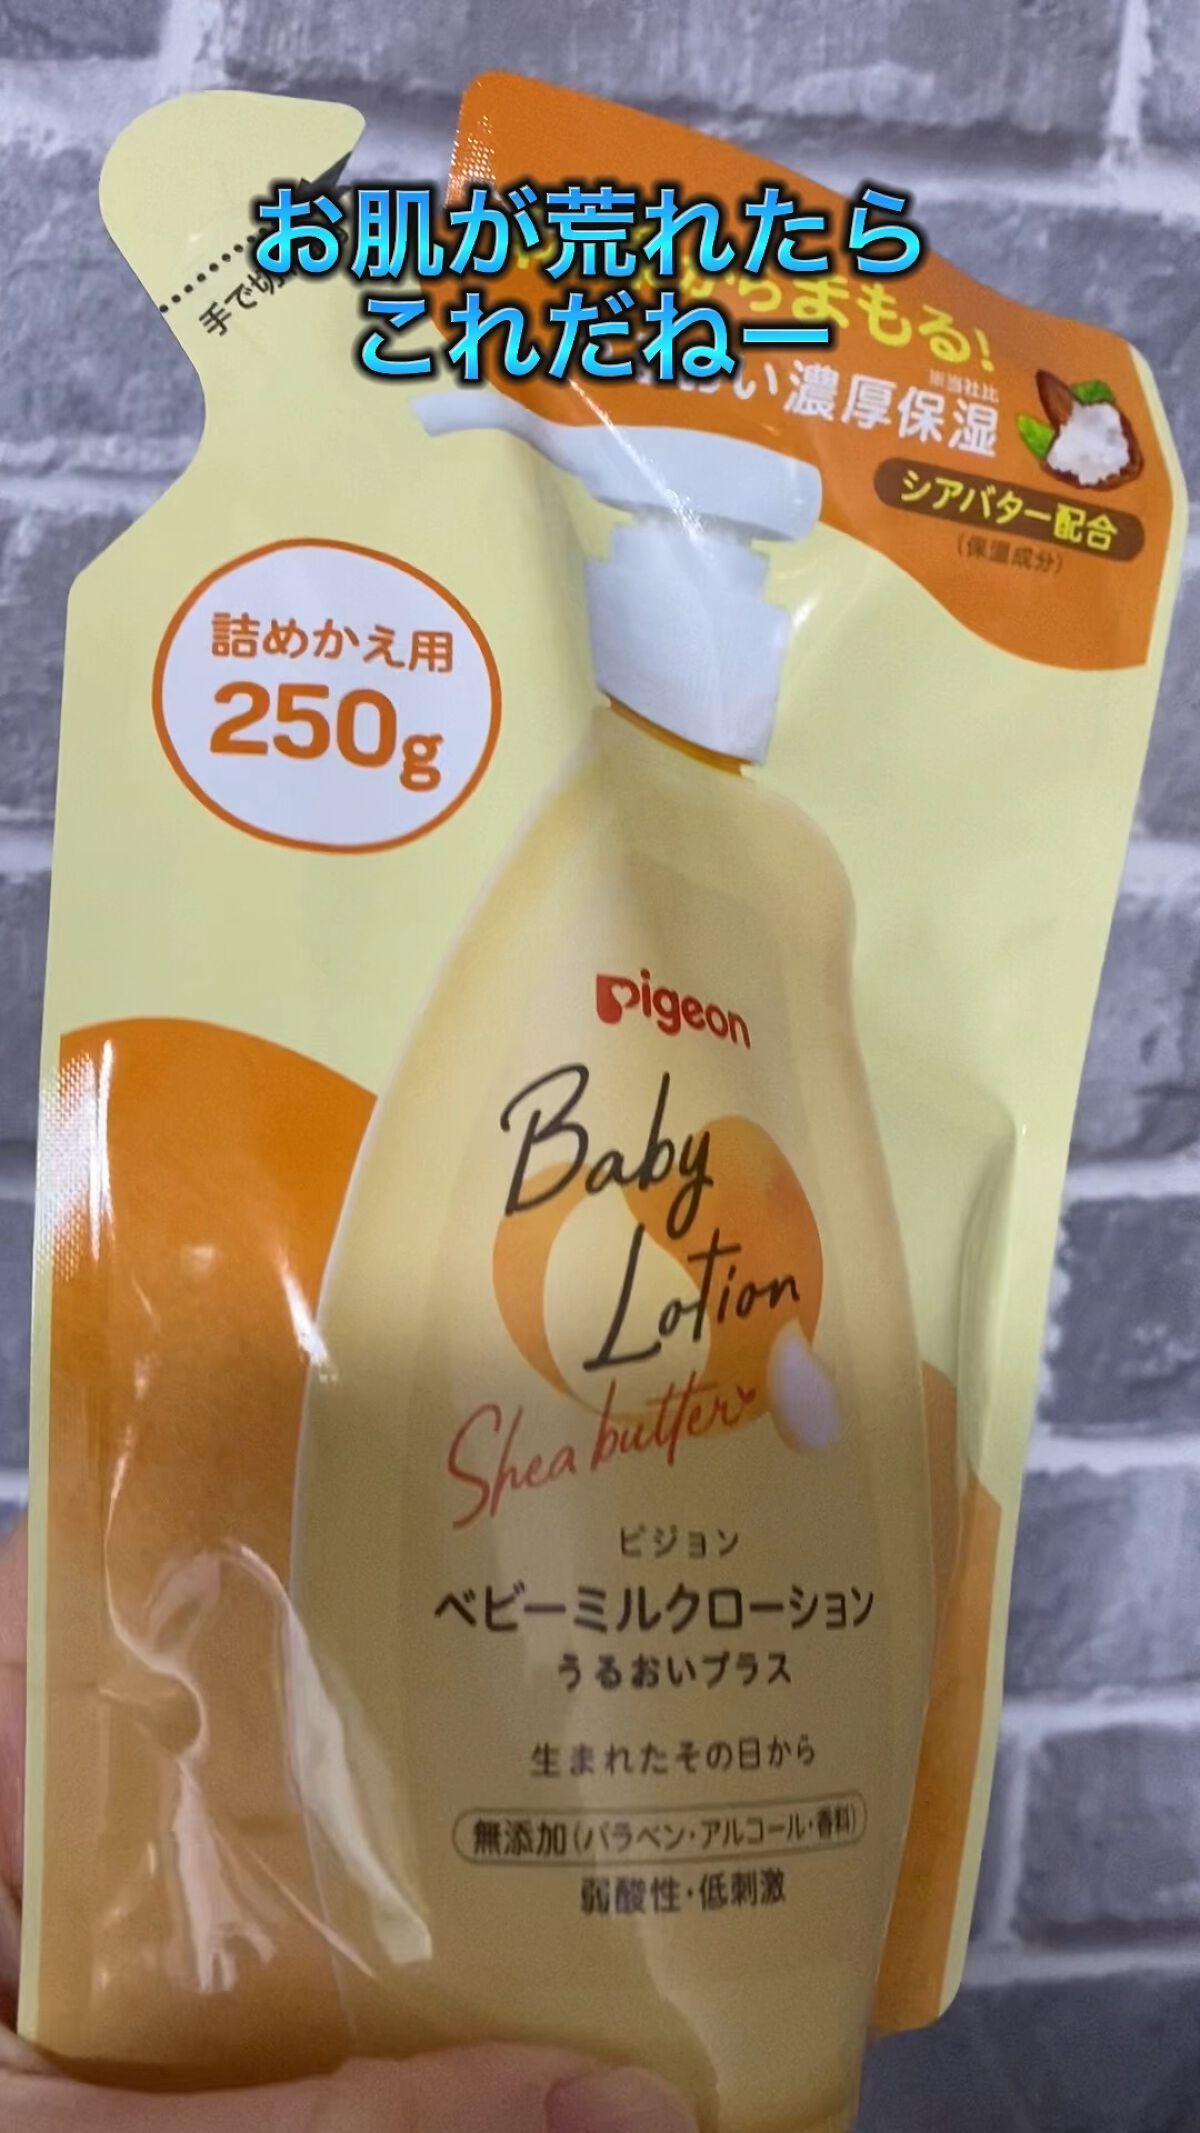 お肌が荒れたら
これだねー
手で切
からまもる!
※当社比
い濃厚保湿
シアバター配合
(保湿成分)
詰めかえ用
250g
Pigeon
Baby
Lotion
Shea butter
ピジョン
ベビーミルクローション
うるおいプラス
生まれたその日から
無添加(パラベン・アルコール・香料)
弱酸性・低刺激